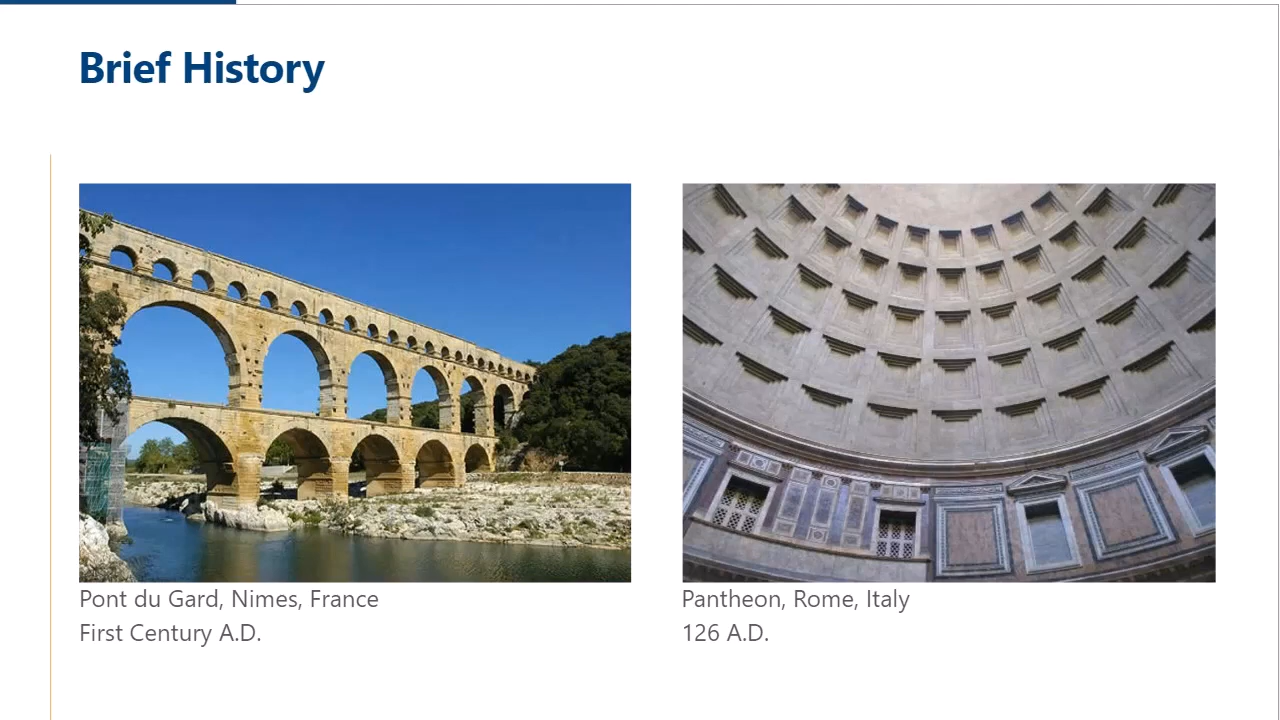 Brief History
Pont du Gard, Nimes, France
First Century A.D.
Pantheon, Rome, Italy
126 A.D.